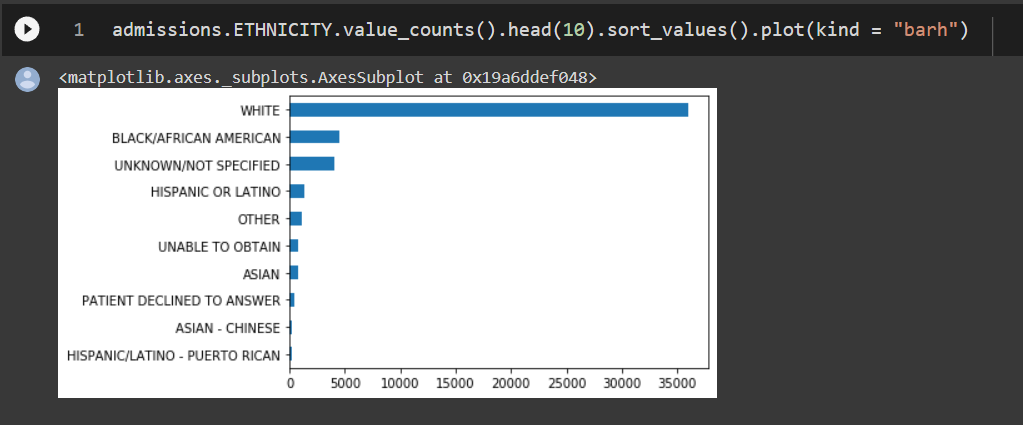 1 admissions.ETHNICITY.value_counts().head(10).sort_values().plot(kind = "barh")
<matplotlib.axes._subplots.AxesSubplot at 0x19a6ddef048>
WHITE
BLACK/AFRICAN AMERICAN
UNKNOWN/NOT SPECIFIED
HISPANIC OR LATINO
OTHER
UNABLE TO OBTAIN
ASIAN
PATIENT DECLINED TO ANSWER
ASIAN - CHINESE
HISPANIC/LATINO - PUERTO RICAN
0 5000 10000 15000 20000 25000 30000 35000